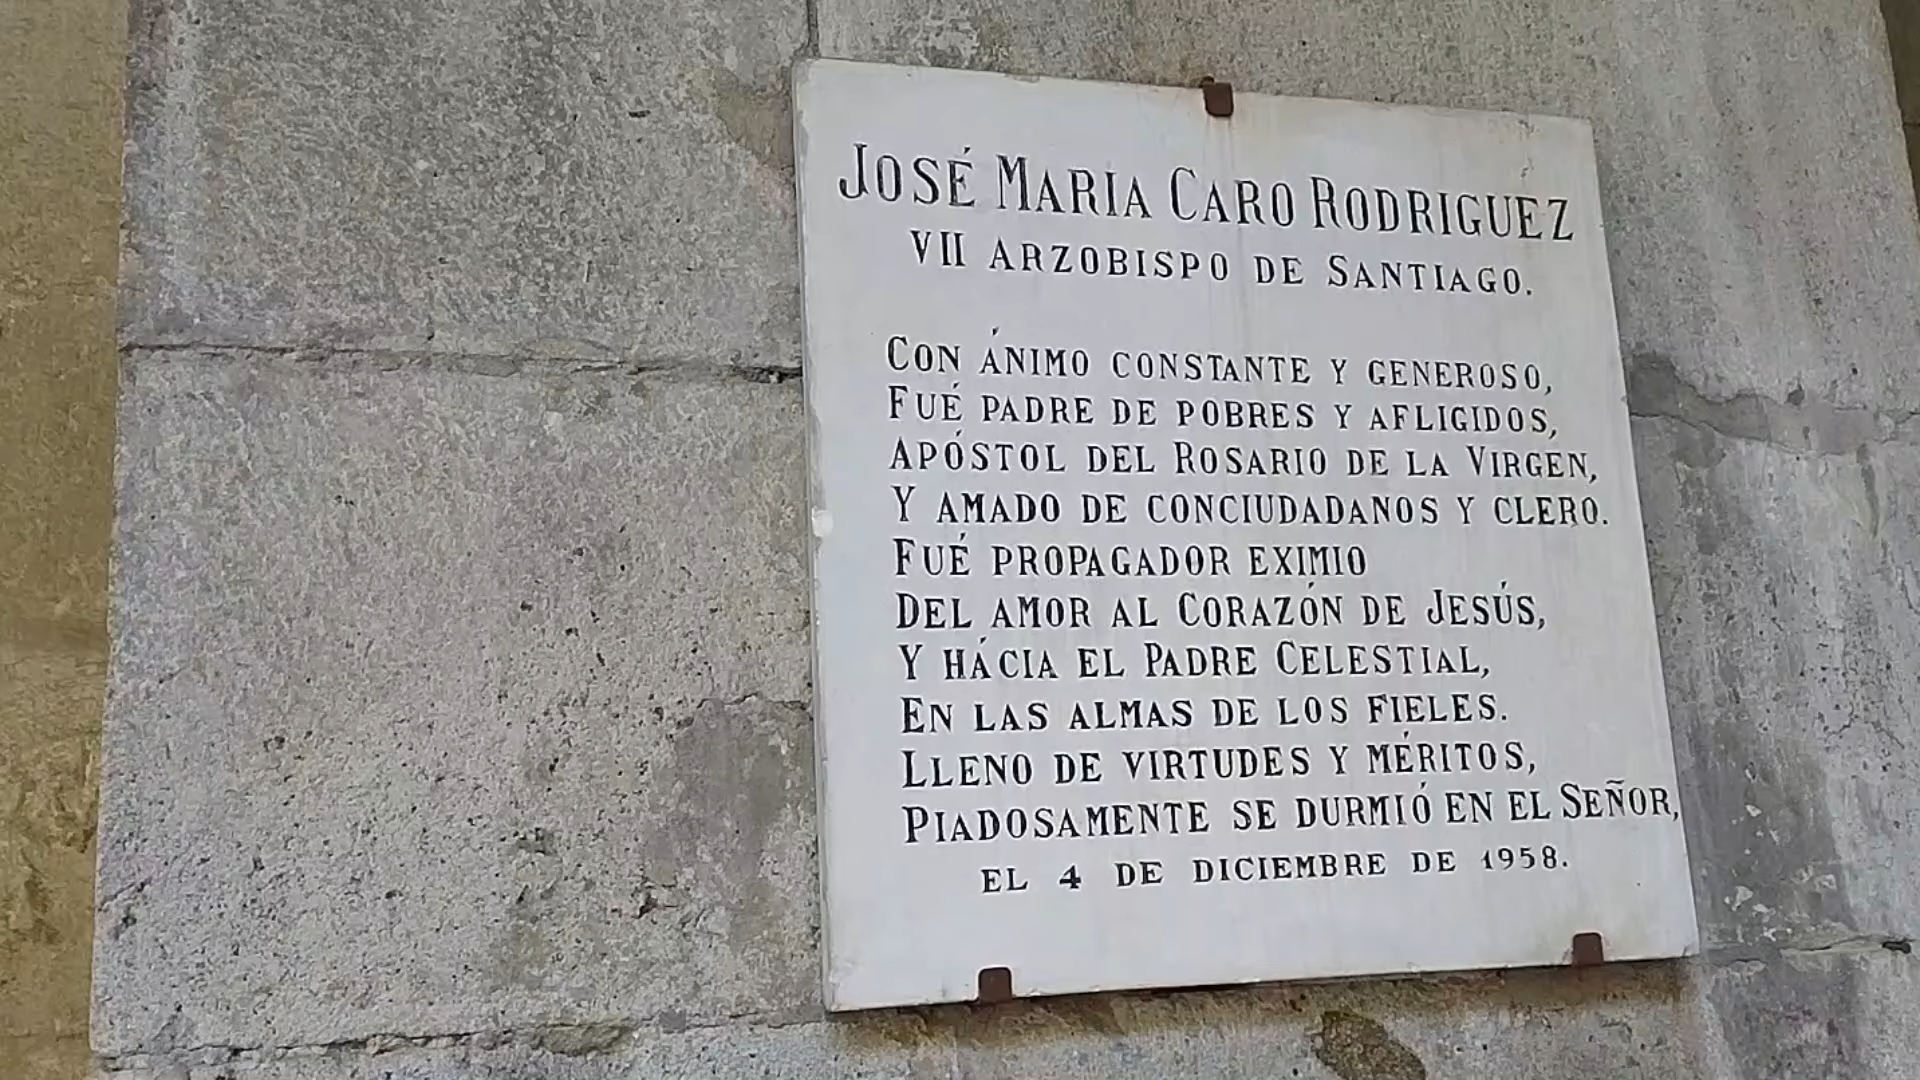 JOSÉ MARIA CARO RODRIGUEZ
VII ARZOBISPO DE SANTIAGO.
CON ÁNIMO CONSTANTE Y GENEROSO,
FUÉ PADRE DE POBRES Y AFLIGIDOS,
APÓSTOL DEL ROSARIO DE LA VIRGEN,
Y AMADO DE CONCIUDADANOS Y CLERO.
FUÉ PROPAGADOR EXIMIO
DEL AMOR AL CORAZÓN DE JESÚS,
Y HÁCIA EL PADRE CELESTIAL,
EN LAS ALMAS DE LOS FIELES.
LLENO DE VIRTUDES Y MÉRITOS,
PIADOSAMENTE SE DURMIÓ EN EL SEÑOR,
EL 4 DE DICIEMBRE DE 1958.